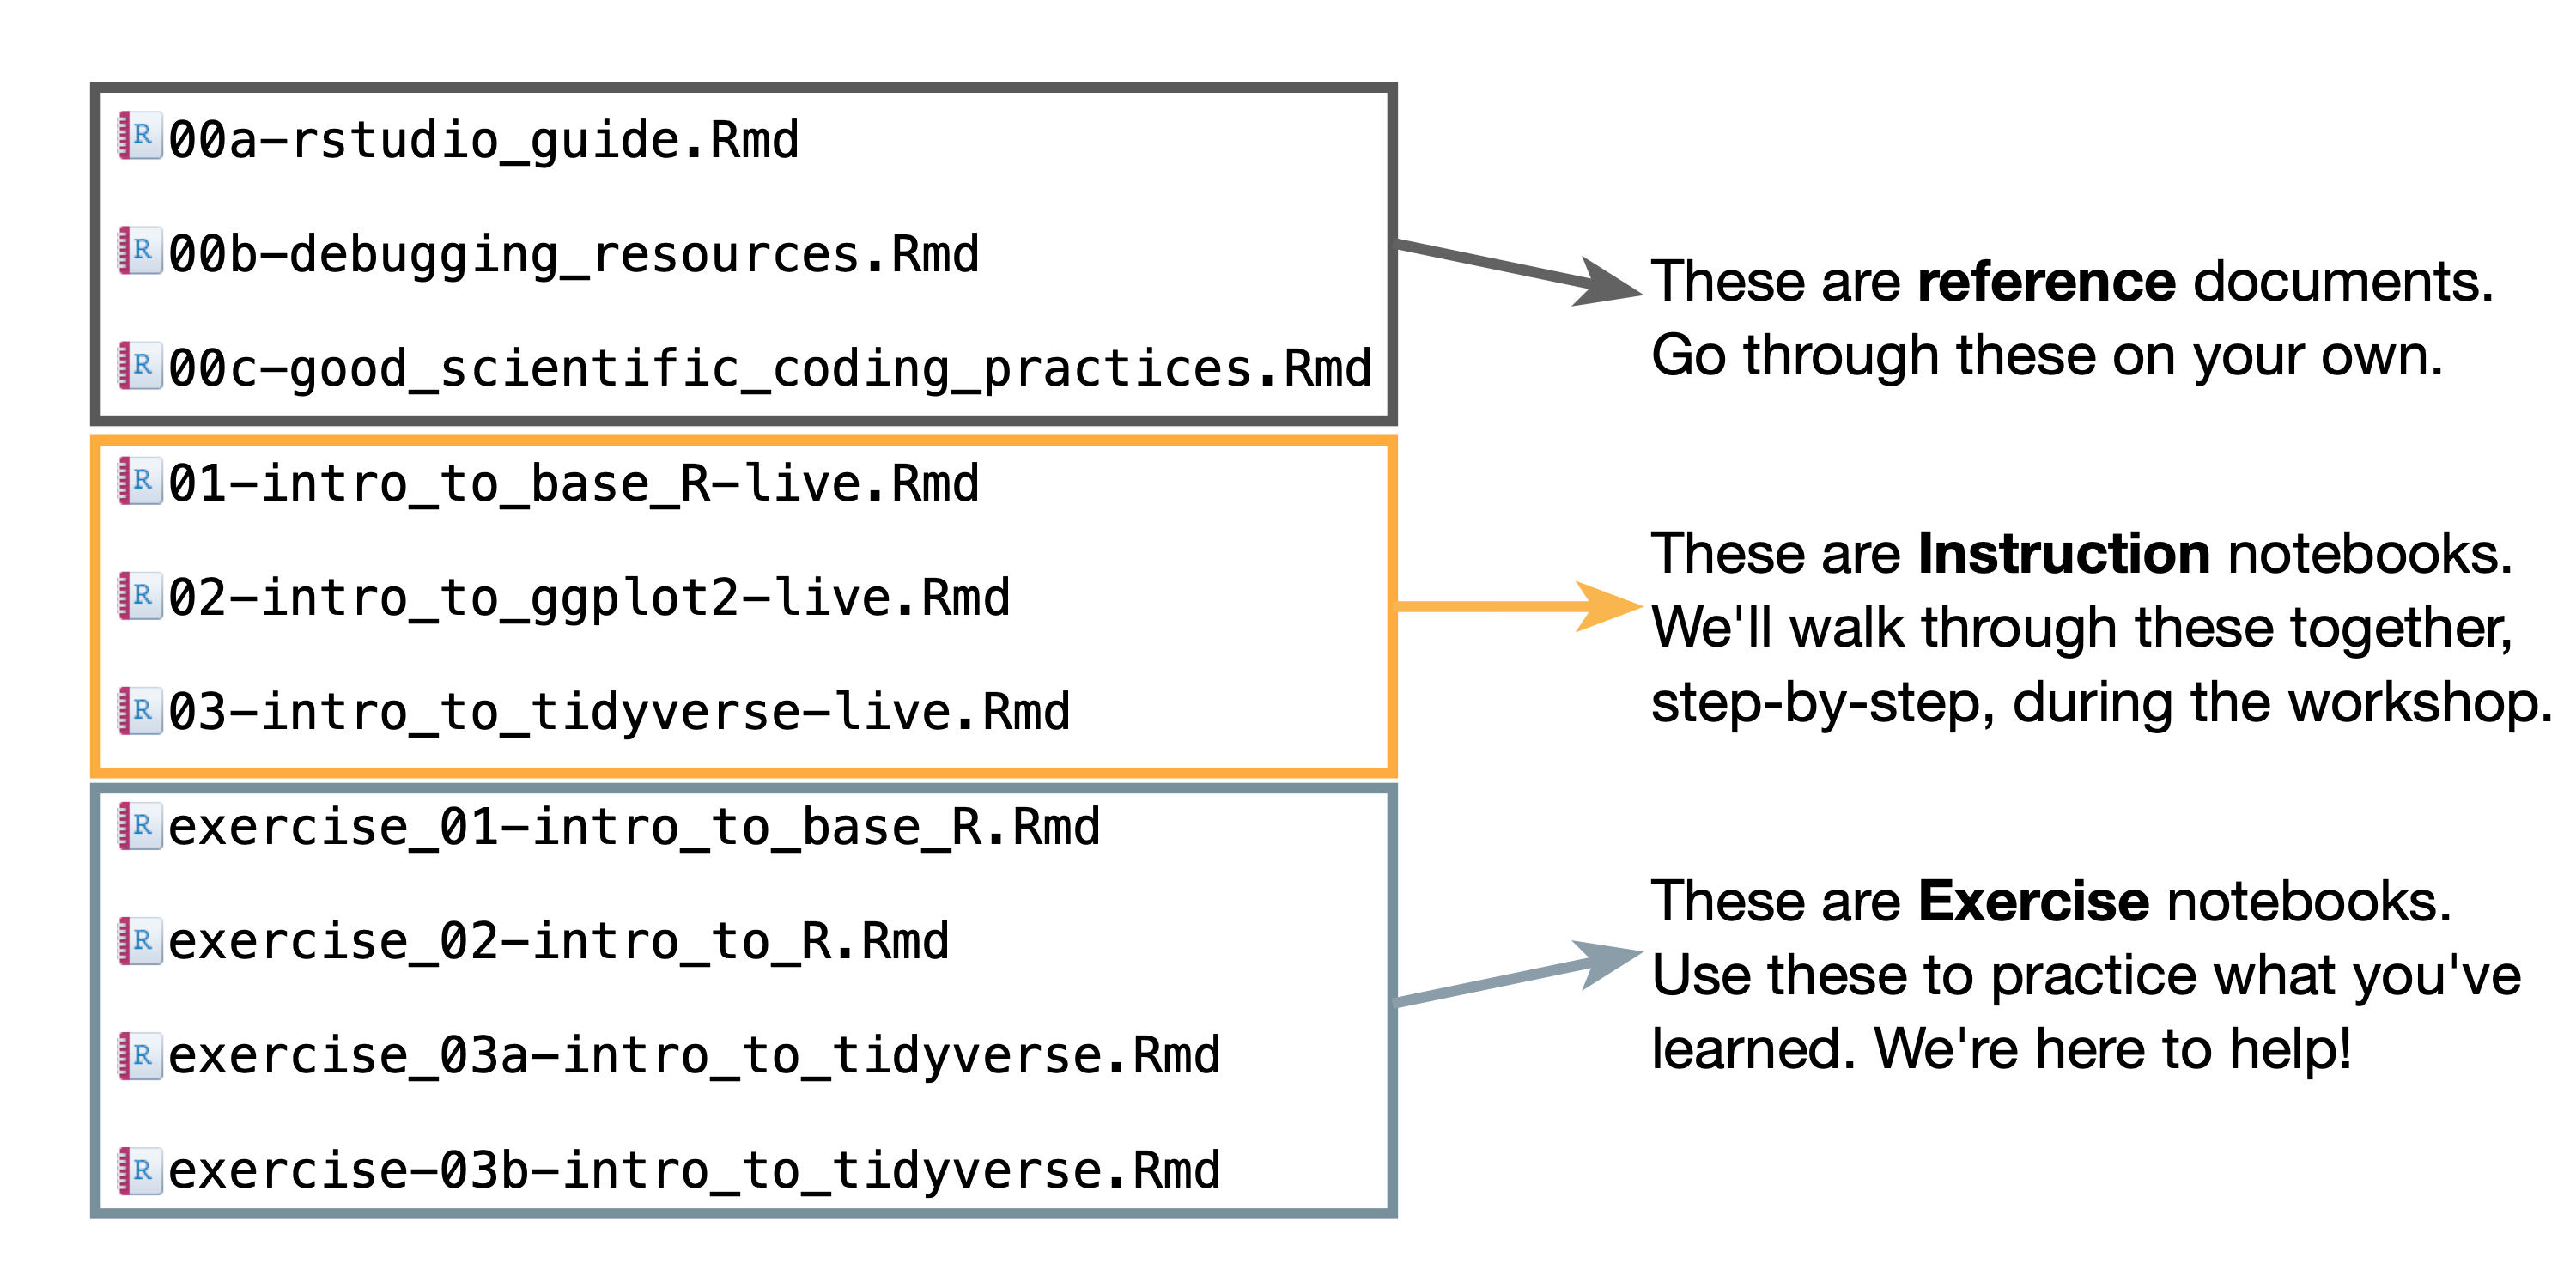 00a-rstudio_guide.Rmd
00b-debugging_resources.Rmd
00c-good_scientific_coding_practices.Rmd
These are reference documents.
Go through these on your own.
01-intro_to_base_R-live.Rmd
02-intro_to_ggplot2-live.Rmd
03-intro_to_tidyverse-live.Rmd
These are Instruction notebooks.
We'll walk through these together,
step-by-step, during the workshop.
exercise_01-intro_to_base_R.Rmd
exercise_02-intro_to_R.Rmd
exercise_03a-intro_to_tidyverse.Rmd
exercise-03b-intro_to_tidyverse.Rmd
These are Exercise notebooks.
Use these to practice what you've
learned. We're here to help!